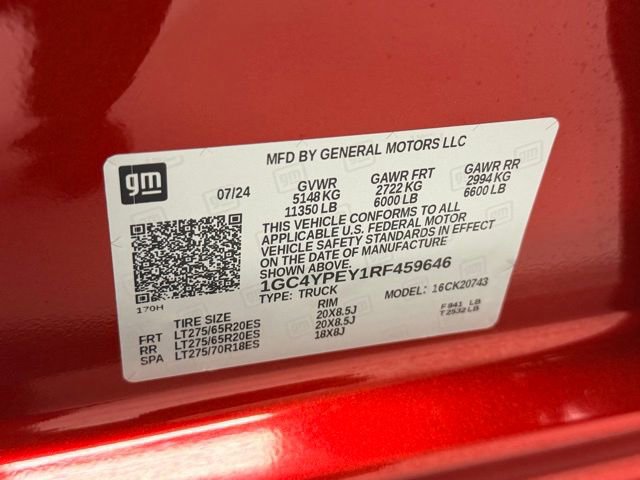 MFD BY GENERAL MOTORS LLC
gm
07/24
GVWR
5148 KG
11350 LB
GAWR FRT
2722 KG
6000 LB
GAWR RR
2994 KG
6600 LB
THIS VEHICLE CONFORMS TO ALL
APPLICABLE U.S. FEDERAL MOTOR
VEHICLE SAFETY STANDARDS IN EFFECT
ON THE DATE OF MANUFACTURE
SHOWN ABOVE.
1GC4YPEY1RF459646
TYPE: TRUCK
MODEL: 16CK20743
170H
TIRE SIZE RIM
FRT LT275/65R20ES 20X8.5J
RR LT275/65R20ES 20X8.5J
SPA LT275/70R18ES 18X8J
F 941 LB
T 2532 LB